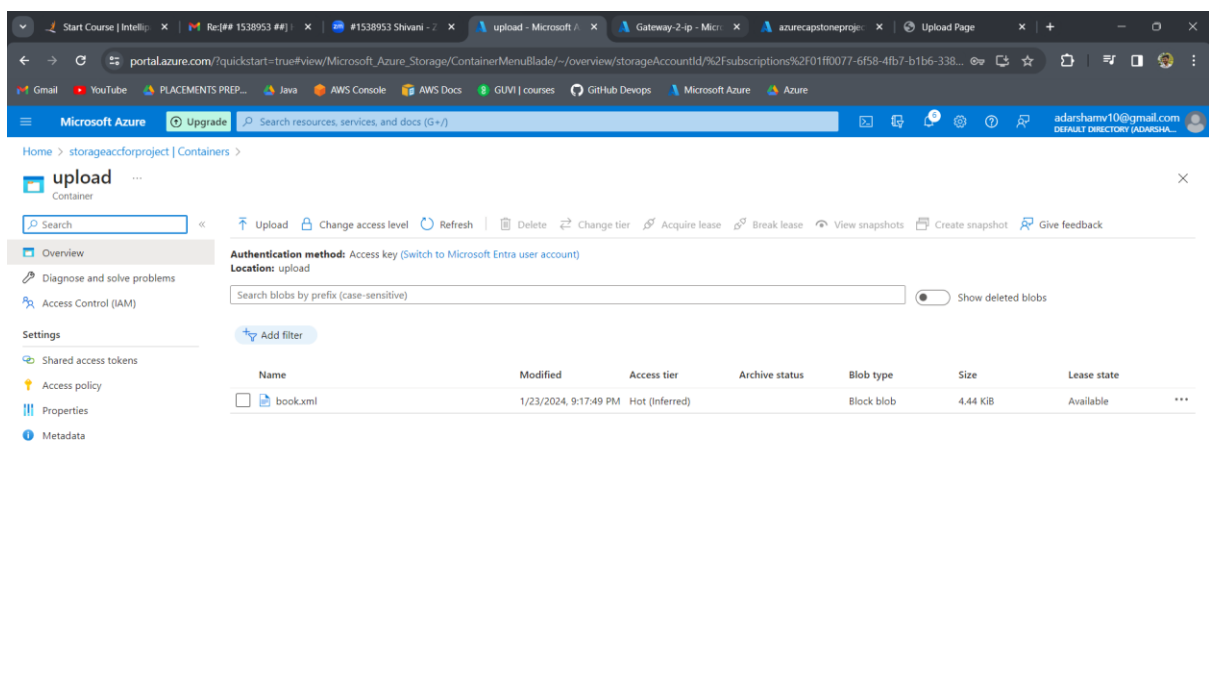 Start Course | Intellip
Re:[## 1538953 ##]
#1538953 Shivani - Z
upload - Microsoft A
Gateway-2-ip - Micr
azurecapstoneprojec
Upload Page
portal.azure.com/?quickstart=true#view/Microsoft_Azure_Storage/ContainerMenuBlade/~/overview/storageAccountId/%2Fsubscriptions%2F01ff0077-6f58-4fb7-b1b6-338...
Gmail YouTube PLACEMENTS PREP... Java AWS Console AWS Docs GUVI | courses GitHub Devops Microsoft Azure Azure
Microsoft Azure Upgrade Search resources, services, and docs (G+/) 6 adarshamv10@gmail.com
DEFAULT DIRECTORY (ADARSHA...
Home > storageaccforproject | Containers >
upload ...
Container
Search « Upload Change access level Refresh Delete Change tier Acquire lease Break lease View snapshots Create snapshot Give feedback
Overview
Diagnose and solve problems
Access Control (IAM)
Settings
Shared access tokens
Access policy
Properties
Metadata
Authentication method: Access key (Switch to Microsoft Entra user account)
Location: upload
Search blobs by prefix (case-sensitive) Show deleted blobs
Add filter
Name Modified Access tier Archive status Blob type Size Lease state
book.xml 1/23/2024, 9:17:49 PM Hot (Inferred) Block blob 4.44 KiB Available ...